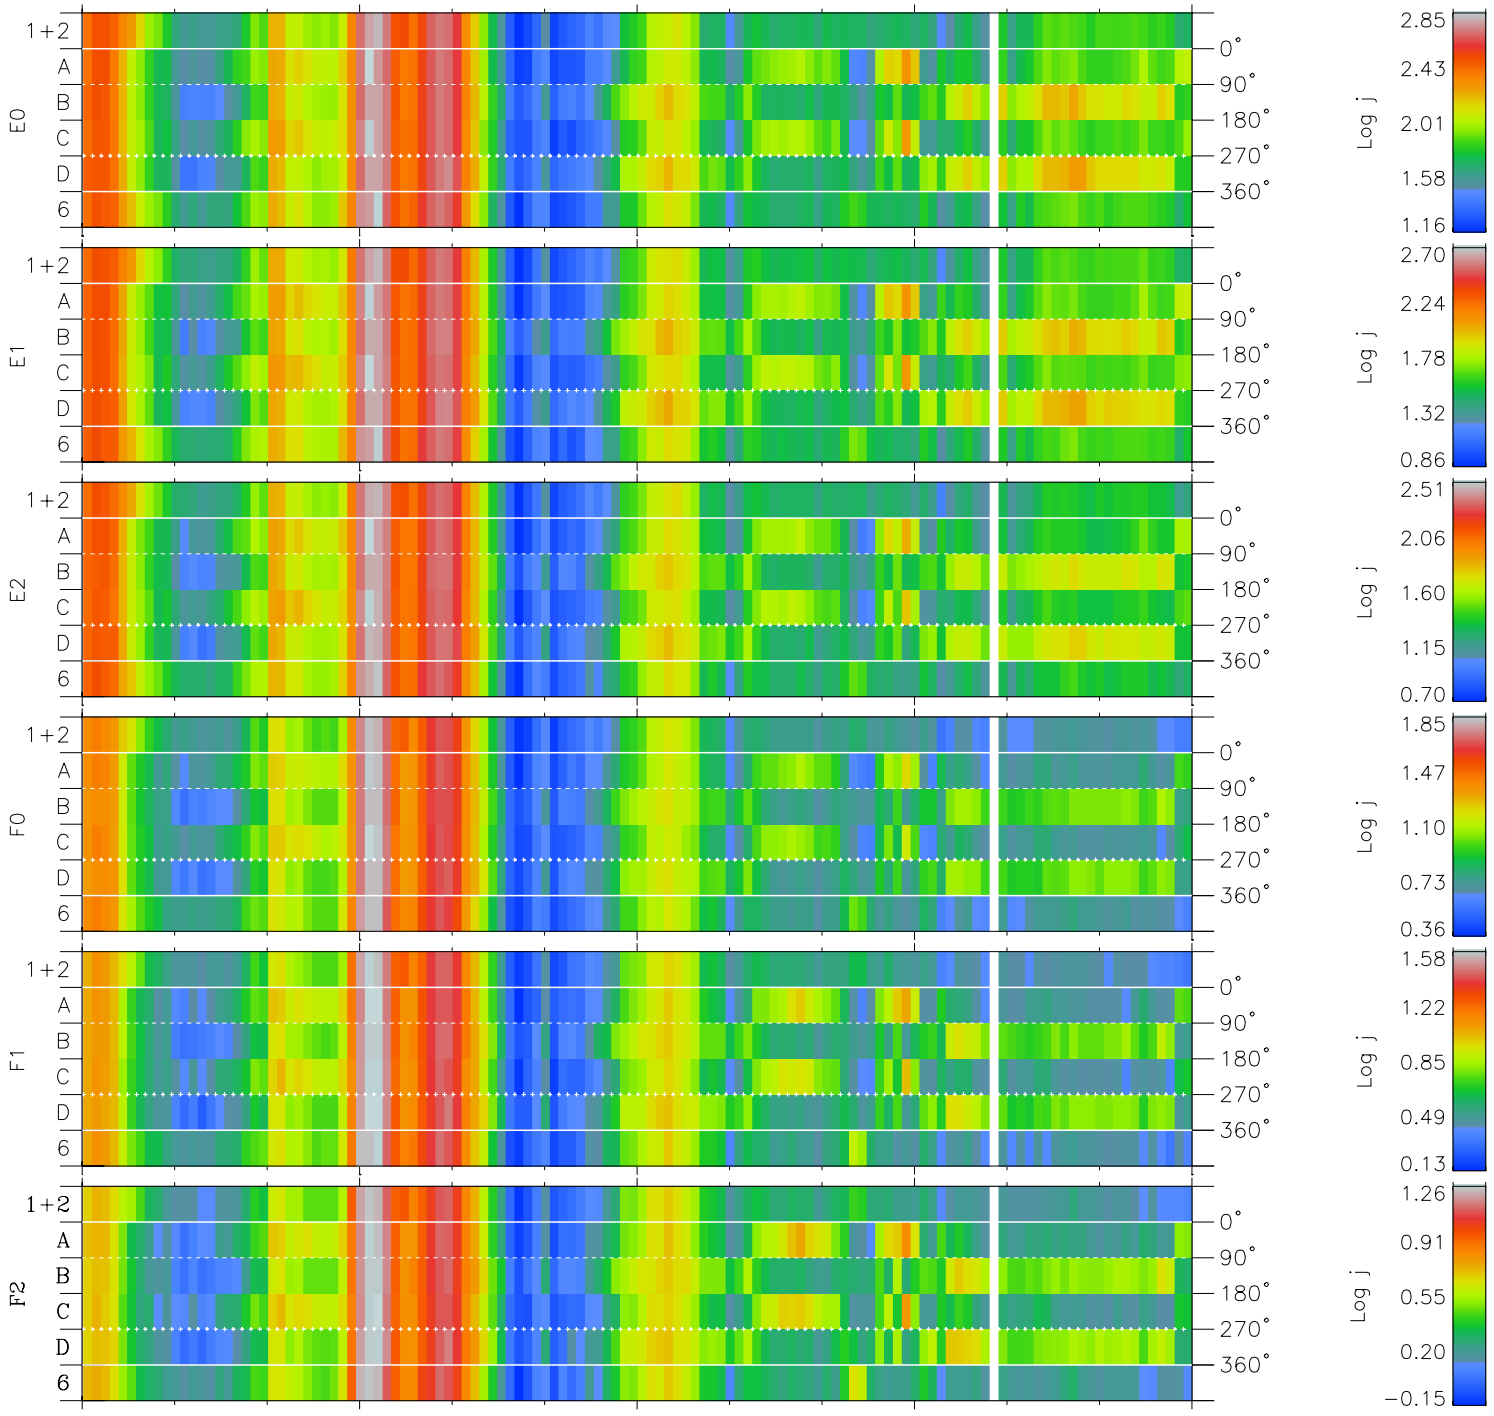 E0
1+2
A
B
C
D
6
0°
90°
180°
270°
360°
Log j
2.85
2.43
2.01
1.58
1.16
E1
1+2
A
B
C
D
6
0°
90°
180°
270°
360°
Log j
2.70
2.24
1.78
1.32
0.86
E2
1+2
A
B
C
D
6
0°
90°
180°
270°
360°
Log j
2.51
2.06
1.60
1.15
0.70
F0
1+2
A
B
C
D
6
0°
90°
180°
270°
360°
Log j
1.85
1.47
1.10
0.73
0.36
F1
1+2
A
B
C
D
6
0°
90°
180°
270°
360°
Log j
1.58
1.22
0.85
0.49
0.13
F2
1+2
A
B
C
D
6
0°
90°
180°
270°
360°
Log j
1.26
0.91
0.55
0.20
−0.15